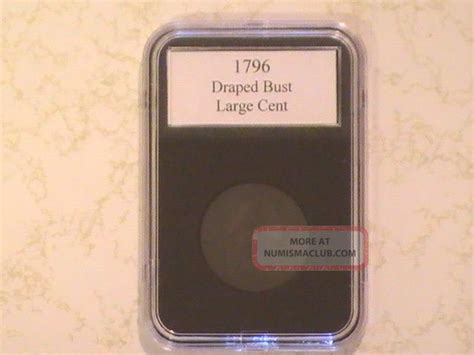 1796
Draped Bust
Large Cent
MORE AT
NUMISMACLUB.COM